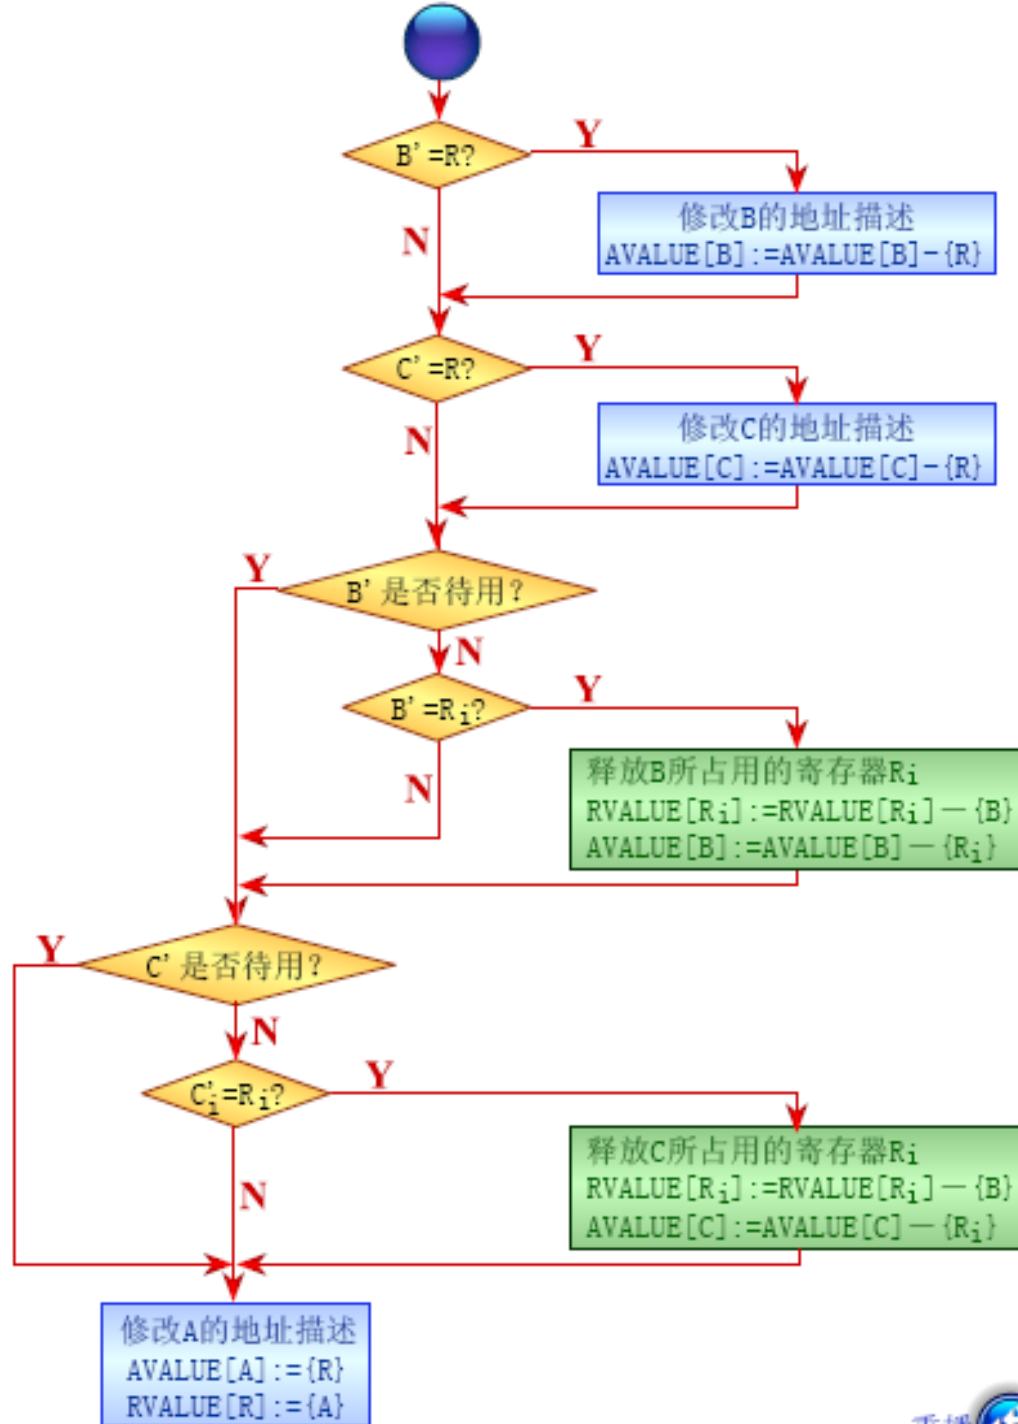 B'=R?
Y
修改B的地址描述
AVALUE[B]:=AVALUE[B]-{R}
N
C'=R?
Y
修改C的地址描述
AVALUE[C]:=AVALUE[C]-{R}
N
Y
B'是否待用?
N
B'=Ri?
Y
释放B所占用的寄存器Ri
RVALUE[Ri]:=RVALUE[Ri]—{B}
AVALUE[B]:=AVALUE[B]—{Ri}
N
Y
C'是否待用?
N
C'i=Ri?
Y
释放C所占用的寄存器Ri
RVALUE[Ri]:=RVALUE[Ri]—{B}
AVALUE[C]:=AVALUE[C]—{Ri}
N
修改A的地址描述
AVALUE[A]:={R}
RVALUE[R]:={A}